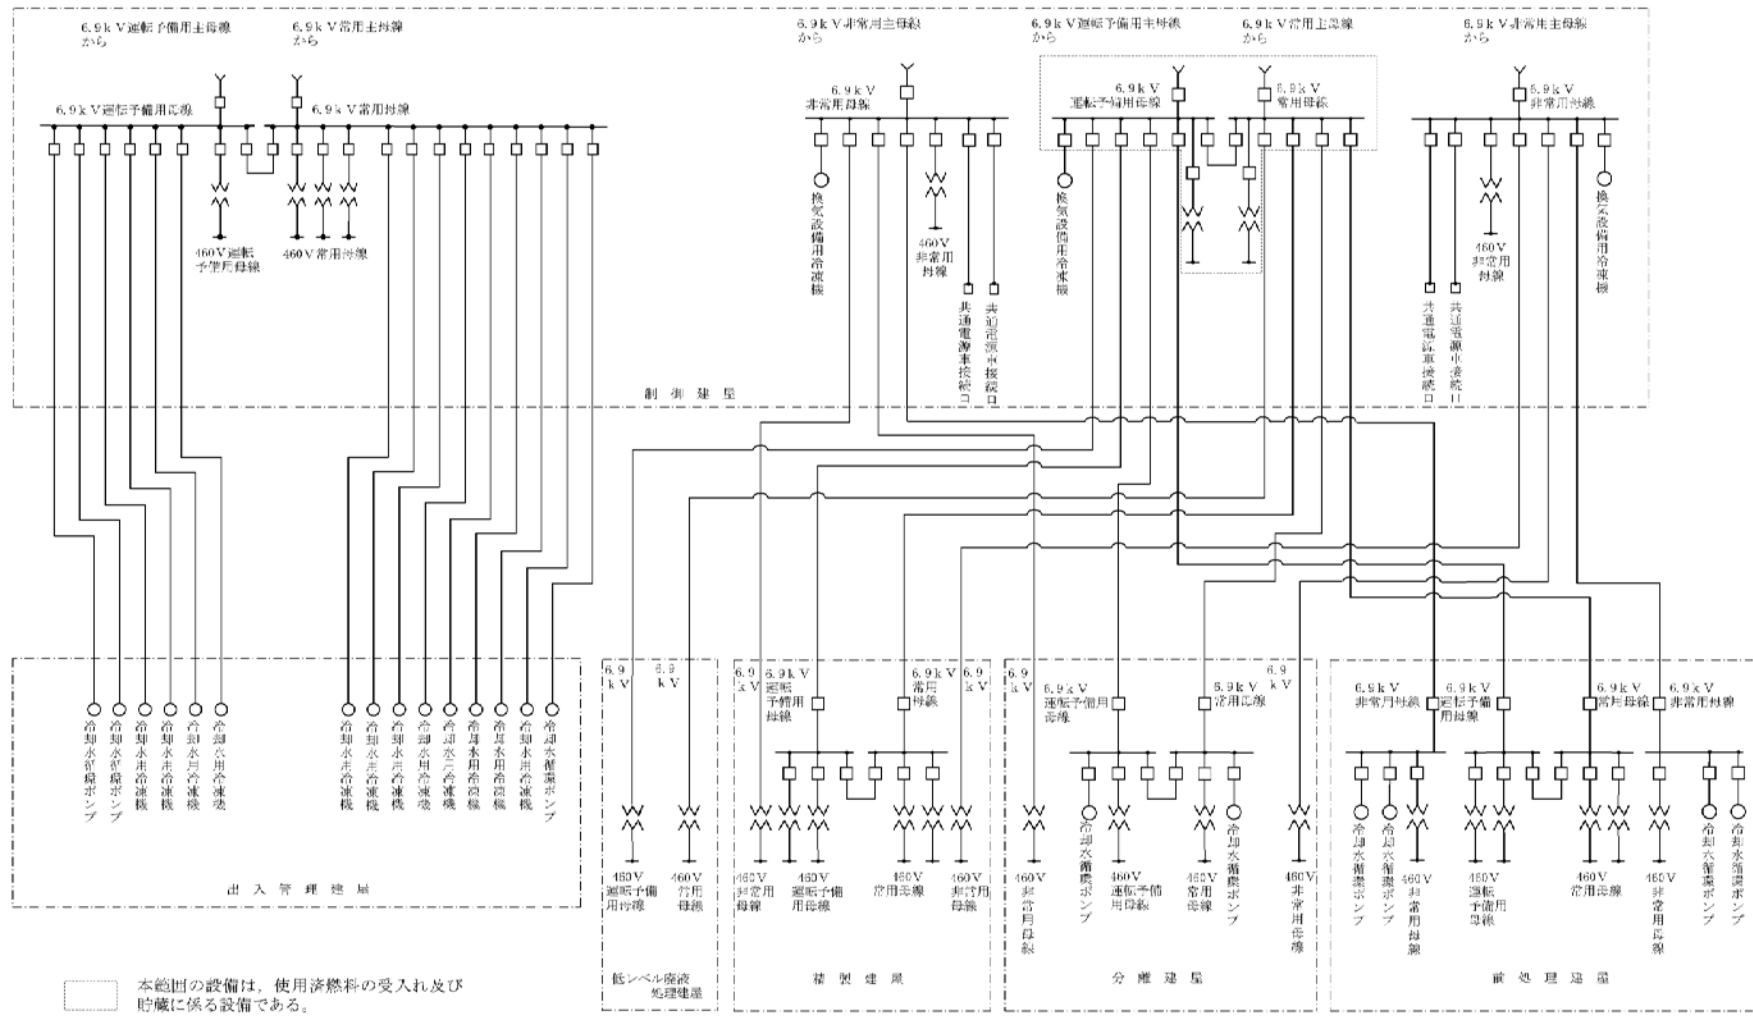 6.9kV運転予備用主母線
から
6.9kV常用主母線
から
6.9kV非常用主母線
から
6.9kV運転予備用主母線
から
6.9kV常用主母線
から
6.9kV非常用主母線
から
6.9kV運転予備用母線
6.9kV常用母線
6.9kV
非常用母線
6.9kV
運転予備用母線
6.9kV
常用母線
6.9kV
非常用母線
460V運転
予備用母線
460V常用母線
換気設備用冷凍機
460V
非常用
母線
共通電源車接続口
共通電源車接続口
換気設備用冷凍機
共通電源車接続口
共通電源車接続口
460V
非常用
母線
換気設備用冷凍機
制御建屋
冷却水循環ポンプ
冷却水循環ポンプ
冷却水用冷凍機
冷却水用冷凍機
冷却水用冷凍機
冷却水用冷凍機
冷却水用冷凍機
冷却水用冷凍機
冷却水用冷凍機
冷却水用冷凍機
冷却水用冷凍機
冷却水用冷凍機
冷却水用冷凍機
冷却水用冷凍機
冷却水循環ポンプ
出入管理建屋
6.9
kV
6.9
kV
460V
運転予備
用母線
460V
常用
母線
低レベル廃液
処理建屋
6.9
kV
6.9kV
運転
予備用
母線
6.9kV
常用
母線
6.9
kV
460V
非常用
母線
460V
運転予備
用母線
460V
常用母線
460V
非常用
母線
精製建屋
6.9
kV
6.9kV
運転予備用
母線
6.9kV
常用母線
6.9
kV
460V
非常用母線
冷却水循環ポンプ
460V
運転予備
用母線
460V
常用
母線
冷却水循環ポンプ
460V
非常用母線
分離建屋
6.9kV
非常用母線
6.9kV
運転予備
用母線
6.9kV
常用母線
6.9kV
非常用母線
冷却水循環ポンプ
冷却水循環ポンプ
460V
非常用母線
460V
運転
予備用
母線
460V
常用母線
460V
非常用母線
冷却水循環ポンプ
冷却水循環ポンプ
前処理建屋
本範囲の設備は，使用済燃料の受入れ及び
貯蔵に係る設備である。